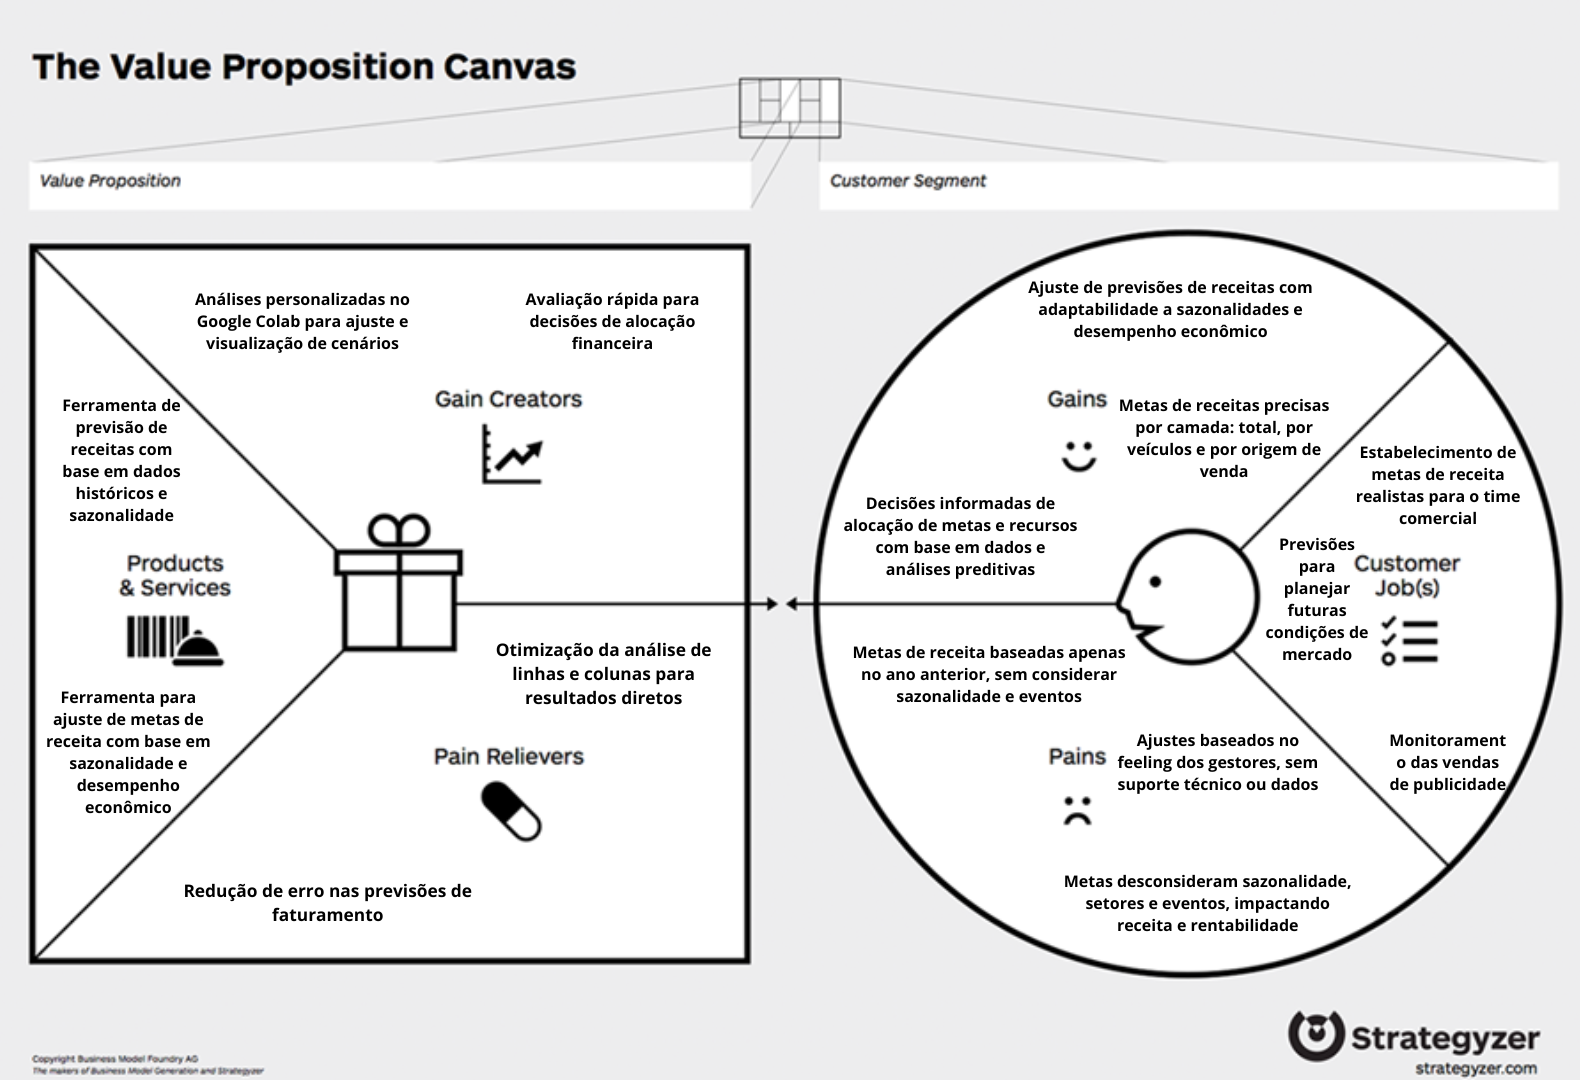 The Value Proposition Canvas
Value Proposition
Customer Segment
Análises personalizadas no
Google Colab para ajuste e
visualização de cenários
Avaliação rápida para
decisões de alocação
financeira
Gain Creators
Ferramenta de
previsão de
receitas com
base em dados
históricos e
sazonalidade
Products
& Services
Ferramenta para
ajuste de metas de
receita com base em
sazonalidade e
desempenho
econômico
Otimização da análise de
linhas e colunas para
resultados diretos
Pain Relievers
Redução de erro nas previsões de
faturamento
Ajuste de previsões de receitas com
adaptabilidade a sazonalidades e
desempenho econômico
Gains
Metas de receitas precisas
por camada: total, por
veículos e por origem de
venda
Decisões informadas de
alocação de metas e recursos
com base em dados e
análises preditivas
Estabelecimento de
metas de receita
realistas para o time
comercial
Previsões
para
planejar
futuras
condições de
mercado
Customer
Job(s)
Monitorament
o das vendas
de publicidade
Metas de receita baseadas apenas
no ano anterior, sem considerar
sazonalidade e eventos
Pains
Ajustes baseados no
feeling dos gestores, sem
suporte técnico ou dados
Metas desconsideram sazonalidade,
setores e eventos, impactando
receita e rentabilidade
Copyright Business Model Foundry AG
The makers of Business Model Generation and Strategyzer
Strategyzer
strategyzer.com